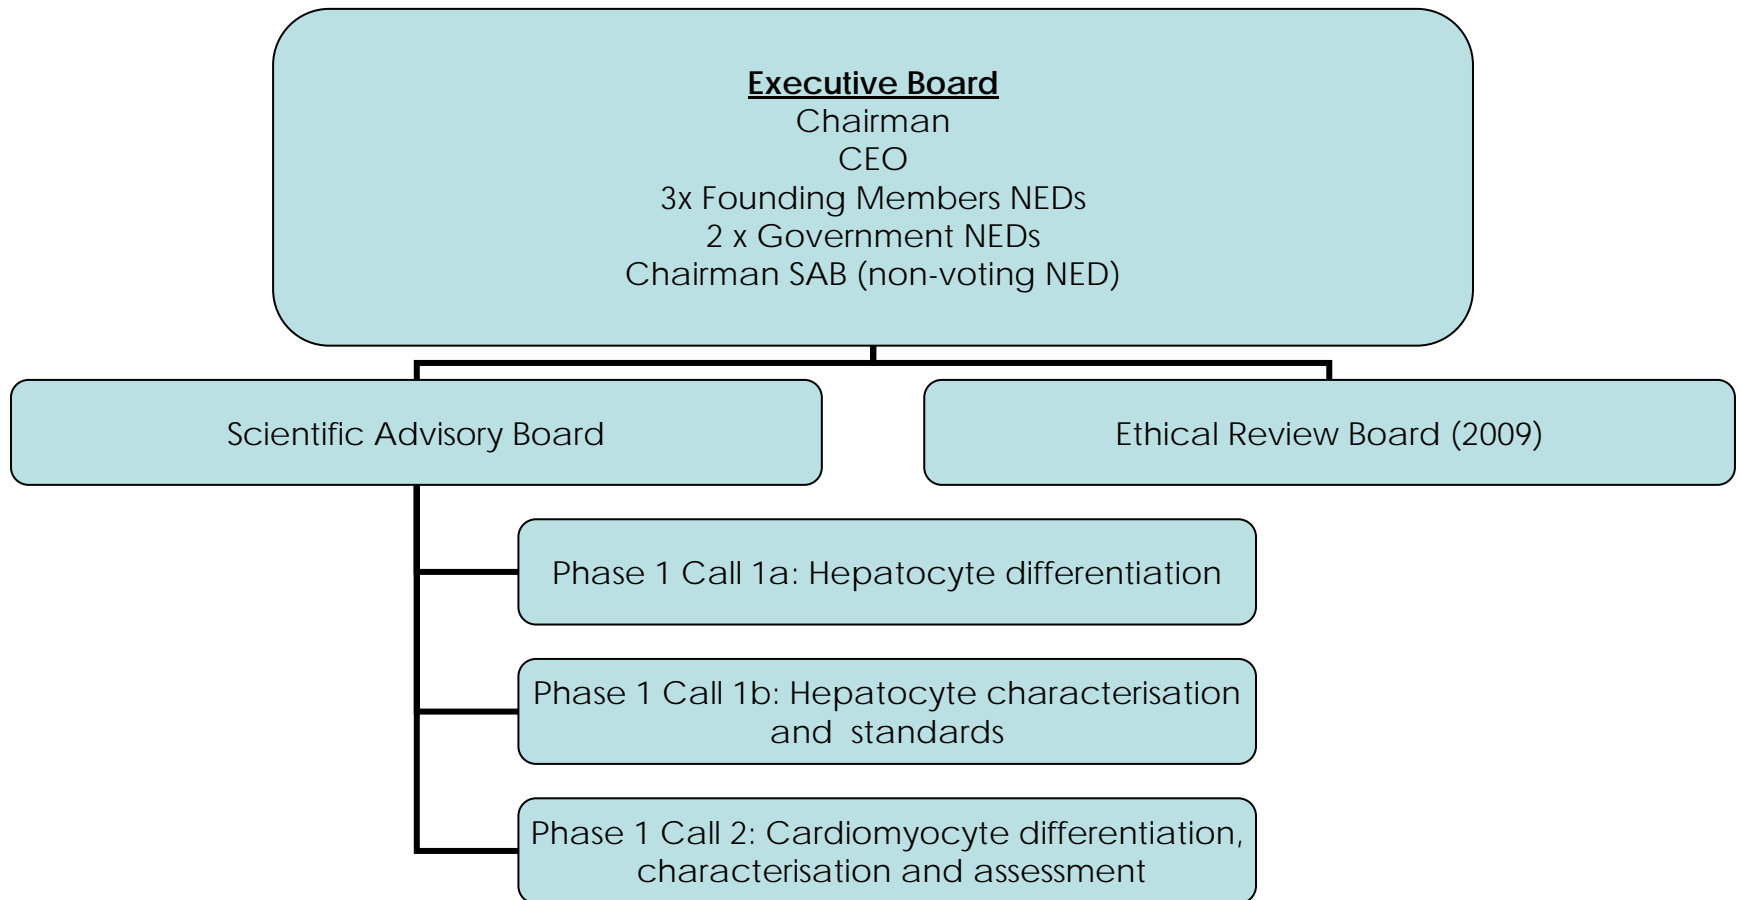 Executive Board
Chairman
CEO
3x Founding Members NEDs
2 x Government NEDs
Chairman SAB (non-voting NED)
Scientific Advisory Board
Ethical Review Board (2009)
Phase 1 Call 1a: Hepatocyte differentiation
Phase 1 Call 1b: Hepatocyte characterisation
and standards
Phase 1 Call 2: Cardiomyocyte differentiation,
characterisation and assessment